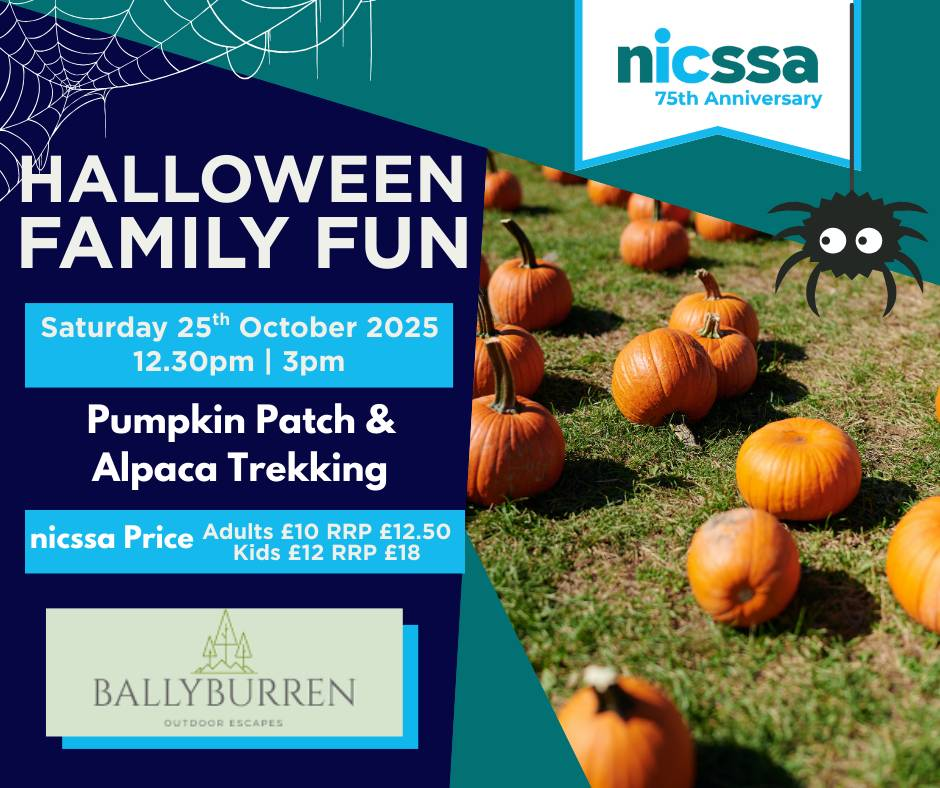 nicssa
75th Anniversary
HALLOWEEN
FAMILY FUN
Saturday 25th October 2025
12.30pm | 3pm
Pumpkin Patch &
Alpaca Trekking
nicssa Price Adults £10 RRP £12.50
Kids £12 RRP £18
BALLYBURREN
OUTDOOR ESCAPES